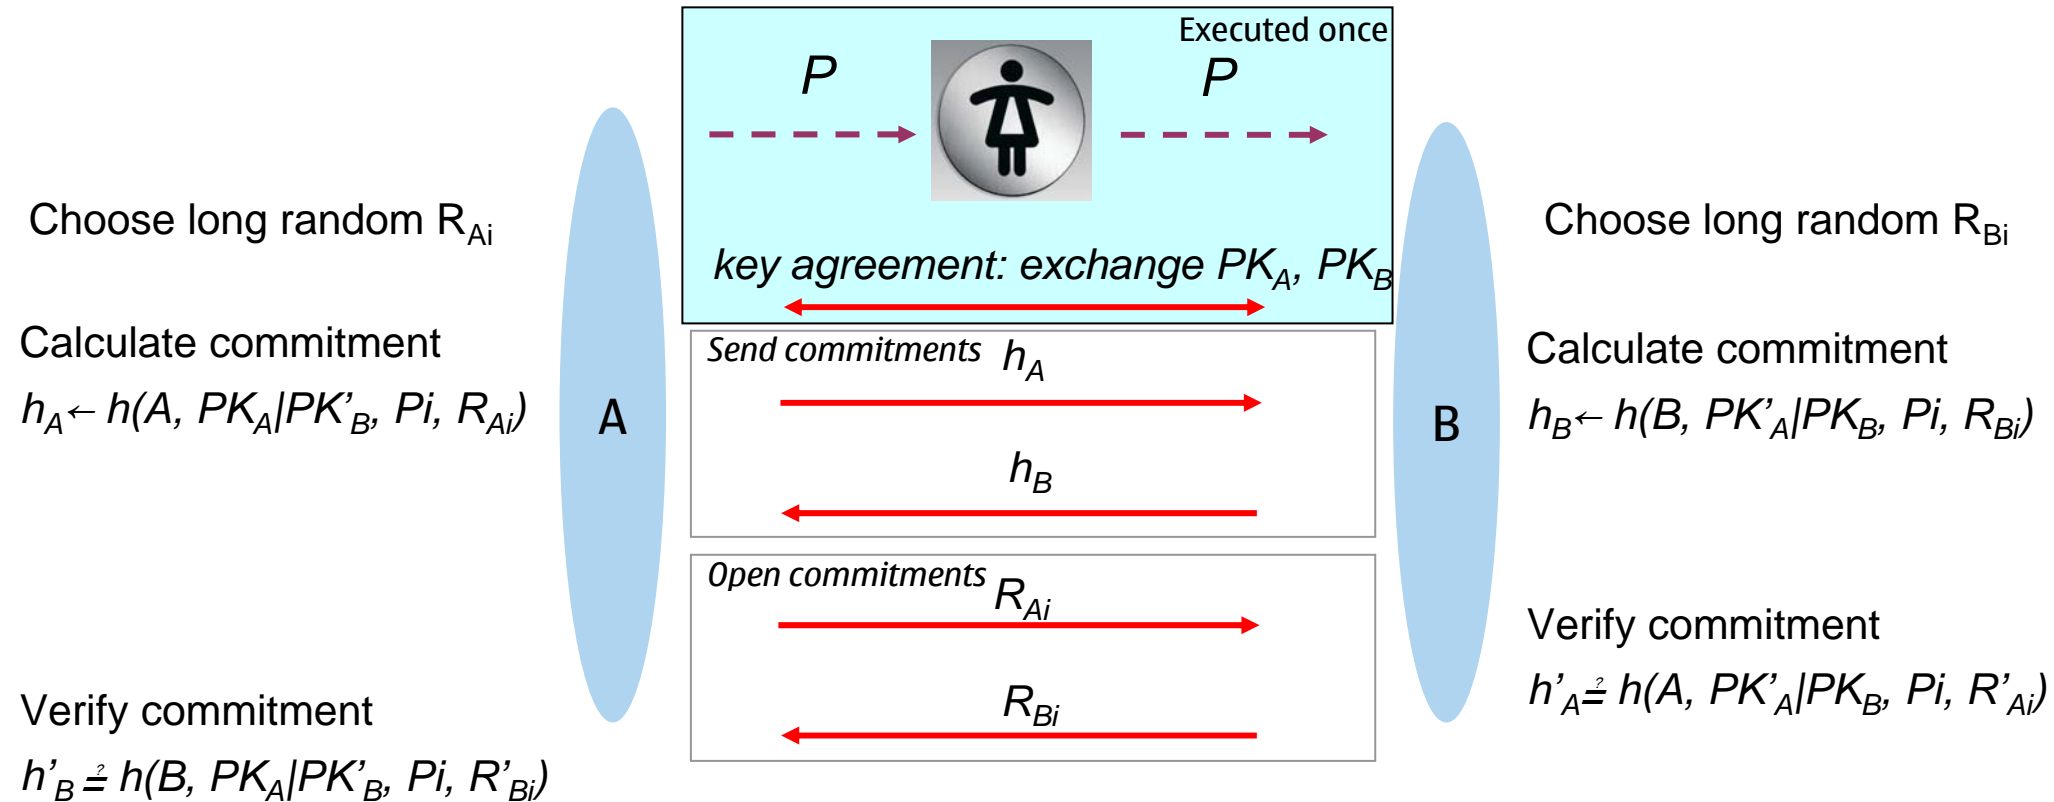 Executed once
P
P
Choose long random R_Ai
Choose long random R_Bi
key agreement: exchange PK_A, PK_B
Calculate commitment
h_A ← h(A, PK_A|PK’_B, Pi, R_Ai)
A
Send commitments
h_A
h_B
B
Calculate commitment
h_B ← h(B, PK’_A|PK_B, Pi, R_Bi)
Open commitments
R_Ai
R_Bi
Verify commitment
h’_A ≟ h(A, PK’_A|PK_B, Pi, R’_Ai)
Verify commitment
h’_B ≟ h(B, PK_A|PK’_B, Pi, R’_Bi)